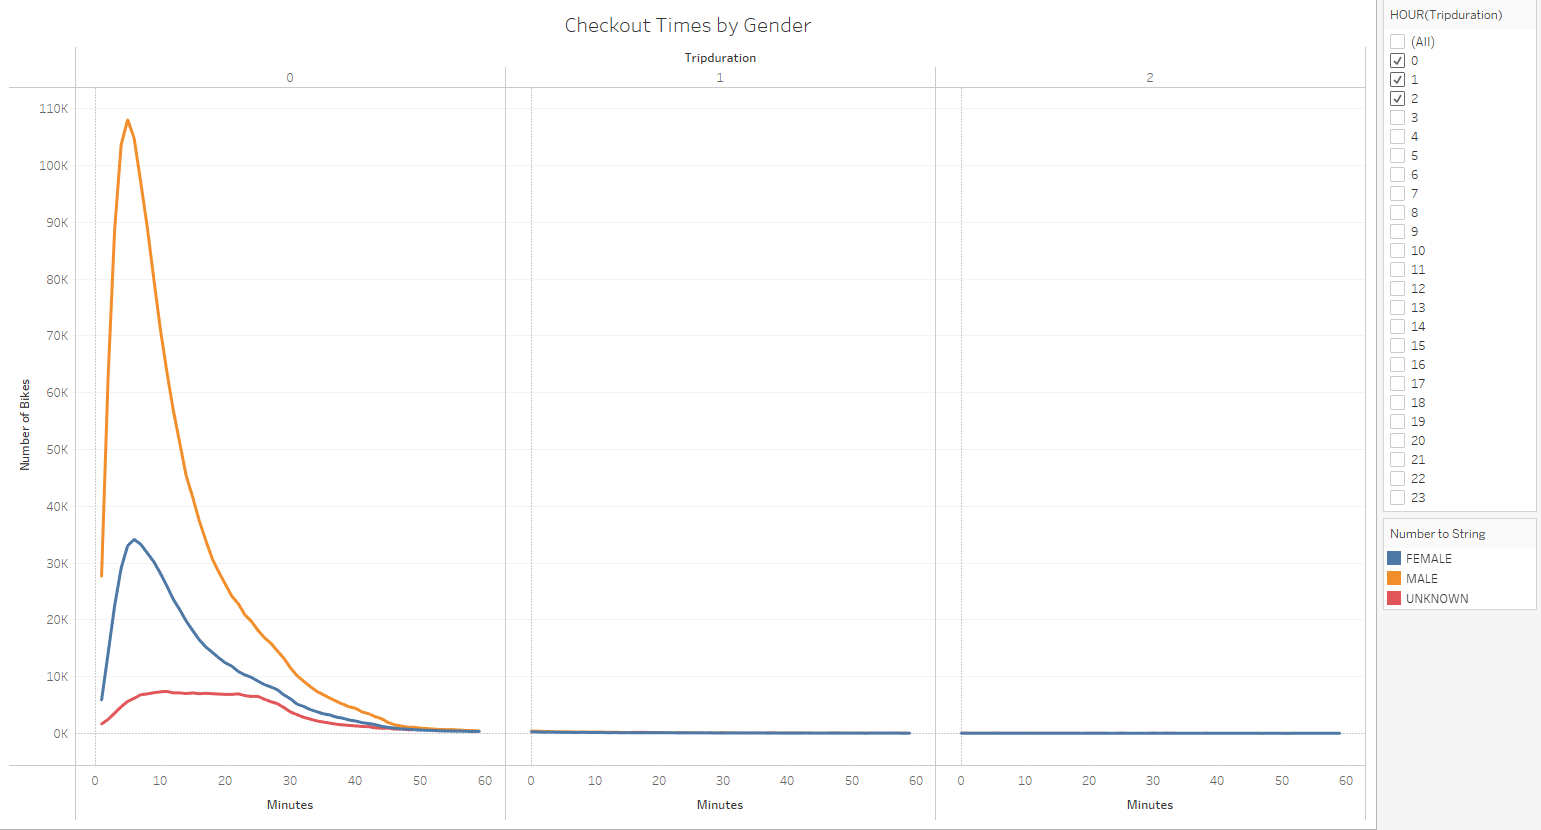 Checkout Times by Gender
Tripduration
0 1 2
110K
100K
90K
80K
70K
60K
50K
40K
30K
20K
10K
0K
Number of Bikes
0 10 20 30 40 50 60 0 10 20 30 40 50 60 0 10 20 30 40 50 60
Minutes Minutes Minutes
HOUR(Tripduration)
(All)
0
1
2
3
4
5
6
7
8
9
10
11
12
13
14
15
16
17
18
19
20
21
22
23
Number to String
FEMALE
MALE
UNKNOWN